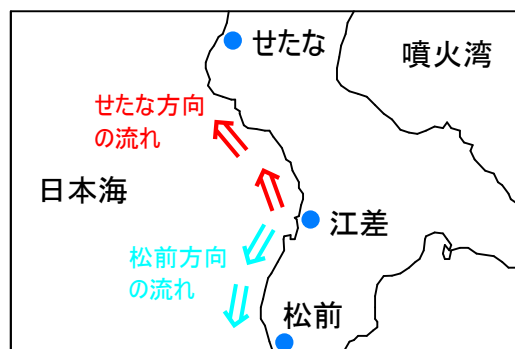 せたな
噴火湾
せたな方向
の流れ
日本海
江差
松前方向
の流れ
松前